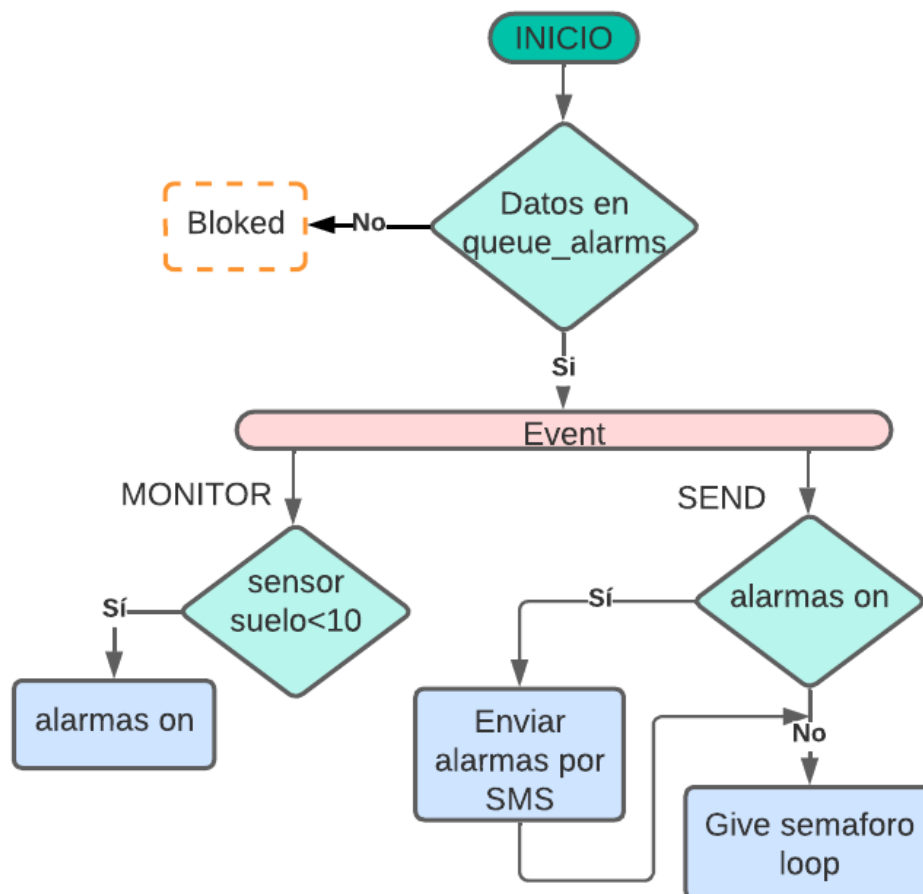 INICIO
Datos en
queue_alarms
No
Bloked
Si
Event
MONITOR
SEND
sensor
suelo<10
Sí
alarmas on
alarmas on
Sí
Enviar
alarmas por
SMS
No
Give semaforo
loop